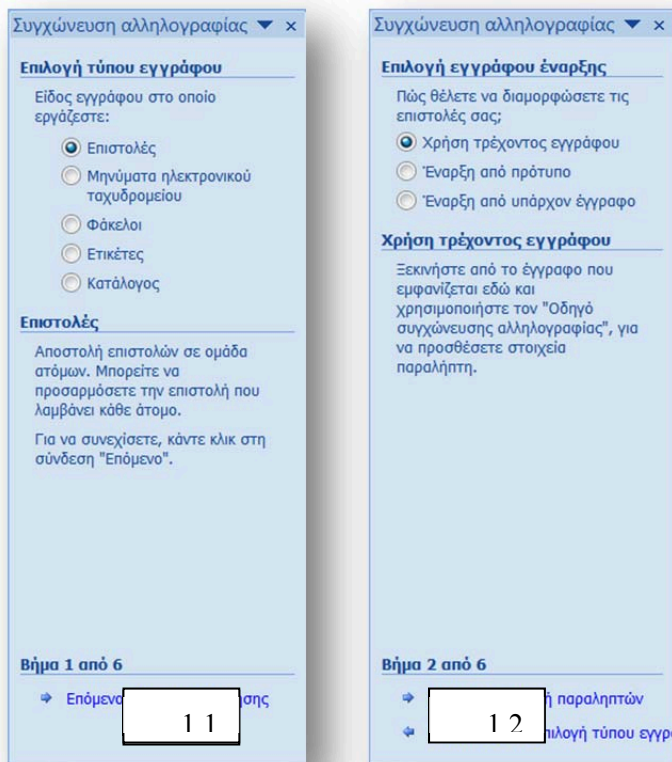 Συγχώνευση αλληλογραφίας
Επιλογή τύπου εγγράφου
Είδος εγγράφου στο οποίο
εργάζεστε:
Επιστολές
Μηνύματα ηλεκτρονικού
ταχυδρομείου
Φάκελοι
Ετικέτες
Κατάλογος
Επιστολές
Αποστολή επιστολών σε ομάδα
ατόμων. Μπορείτε να
προσαρμόσετε την επιστολή που
λαμβάνει κάθε άτομο.
Για να συνεχίσετε, κάντε κλικ στη
σύνδεση "Επόμενο".
Βήμα 1 από 6
11
Συγχώνευση αλληλογραφίας
Επιλογή εγγράφου έναρξης
Πώς θέλετε να διαμορφώσετε τις
επιστολές σας;
Χρήση τρέχοντος εγγράφου
Έναρξη από πρότυπο
Έναρξη από υπάρχον έγγραφο
Χρήση τρέχοντος εγγράφου
Ξεκινήστε από το έγγραφο που
εμφανίζεται εδώ και
χρησιμοποιήστε τον "Οδηγό
συγχώνευσης αλληλογραφίας", για
να προσθέσετε στοιχεία
παραλήπτη.
Βήμα 2 από 6
παραληπτών
12 τύπου